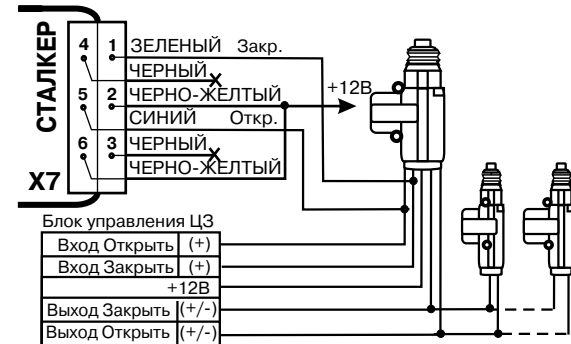 СТАЛКЕР
X7
4 1 ЗЕЛЕНЫЙ Закр.
ЧЕРНЫЙ
5 2 ЧЕРНО-ЖЕЛТЫЙ
+12В
СИНИЙ Откр.
6 3 ЧЕРНЫЙ
ЧЕРНО-ЖЕЛТЫЙ
Блок управления ЦЗ
Вход Открыть (+)
Вход Закрыть (+)
+12В
Выход Закрыть (+/-)
Выход Открыть (+/-)